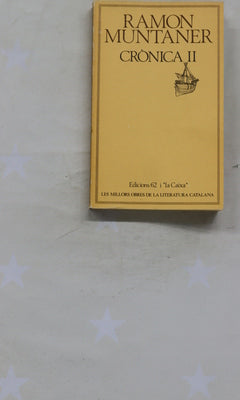 RAMON
MUNTANER
CRÒNICA II
Edicions 62 i "la Caixa"
LES MILLORS OBRES DE LA LITERATURA CATALANA